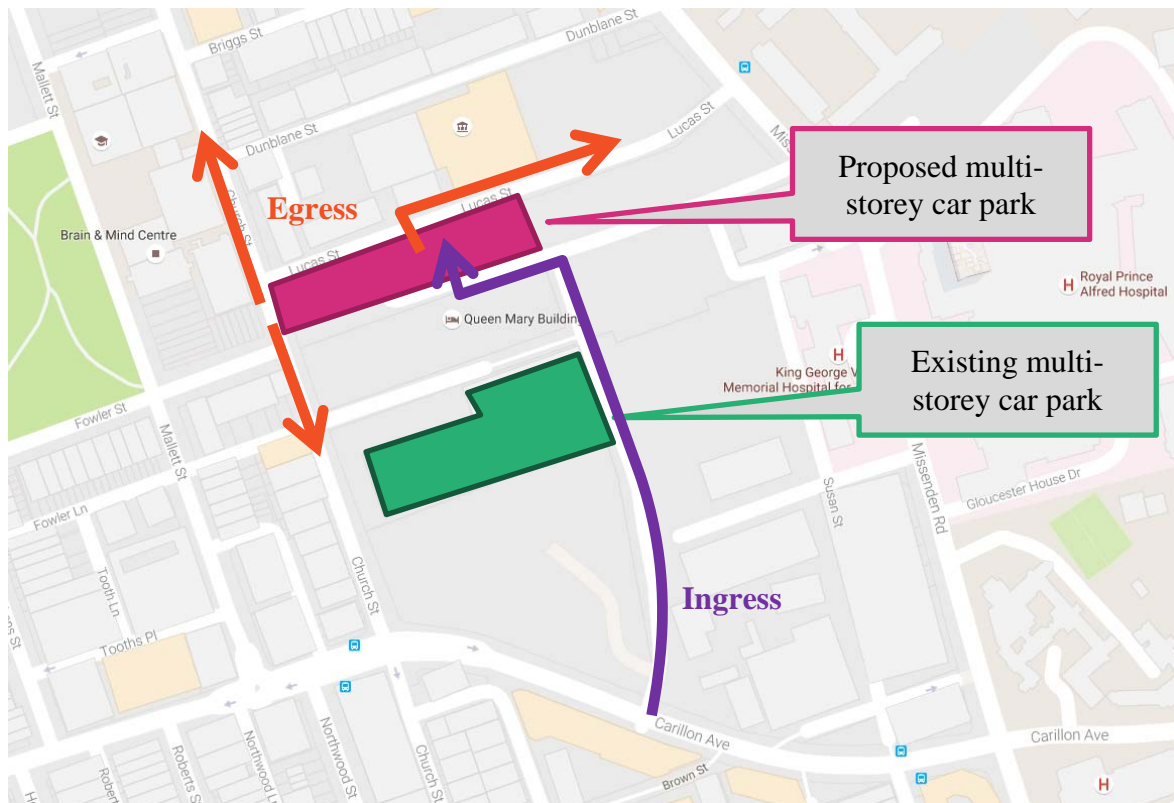 Mallett St
Briggs St
Dunblane St
Dunblane St
Lucas St
Missenden
Church St
Egress
Lucas St
Lucas St
Brain & Mind Centre
Proposed multi-
storey car park
Royal Prince
Alfred Hospital
Queen Mary Building
King George V
Memorial Hospital for
Existing multi-
storey car park
Fowler St
Mallett St
Fowler Ln
Tooth Ln
Tooths Pl
Church St
Susan St
Missenden Rd
Gloucester House Dr
Ingress
Carillon Ave
Carillon Ave
Roberts S
Northwood L
Northwood St
Church St
Brown St
H
H
H